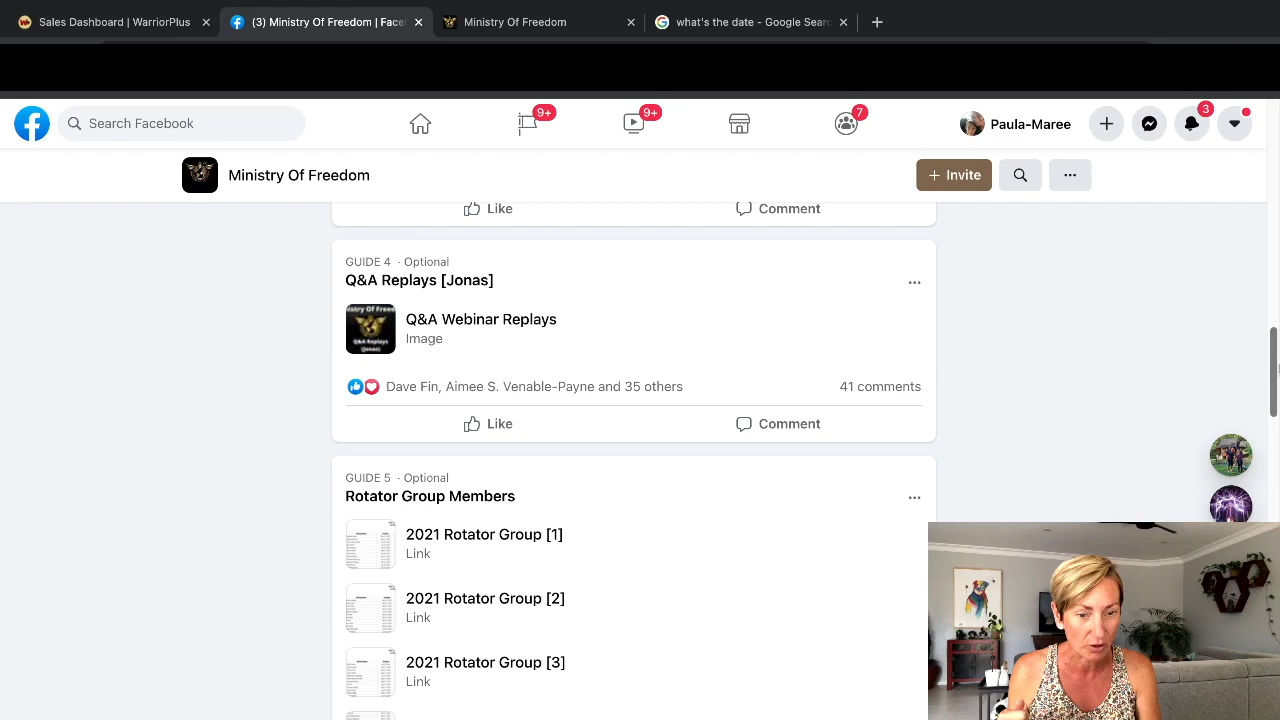 Sales Dashboard | WarriorPlus
(3) Ministry Of Freedom | Face
Ministry Of Freedom
what's the date - Google Sear
Search Facebook
9+
9+
7
Paula-Maree
3
Ministry Of Freedom
Invite
Like
Comment
GUIDE 4 · Optional
Q&A Replays [Jonas]
Q&A Webinar Replays
Image
Q&A Replays
(Jonas)
Dave Fin, Aimee S. Venable-Payne and 35 others
41 comments
Like
Comment
GUIDE 5 · Optional
Rotator Group Members
2021 Rotator Group [1]
Link
2021 Rotator Group [2]
Link
2021 Rotator Group [3]
Link